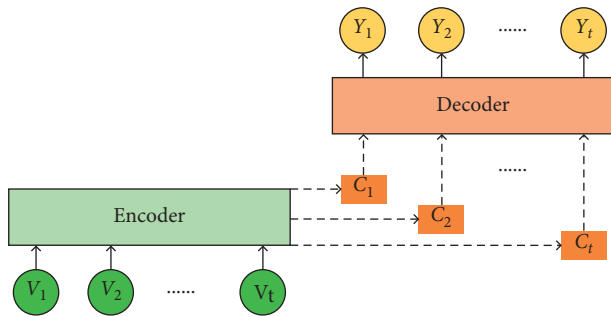 Y1 Y2 ...... Yt
Decoder
......
C1
Encoder
C2
Ct
V1 V2 ...... Vt